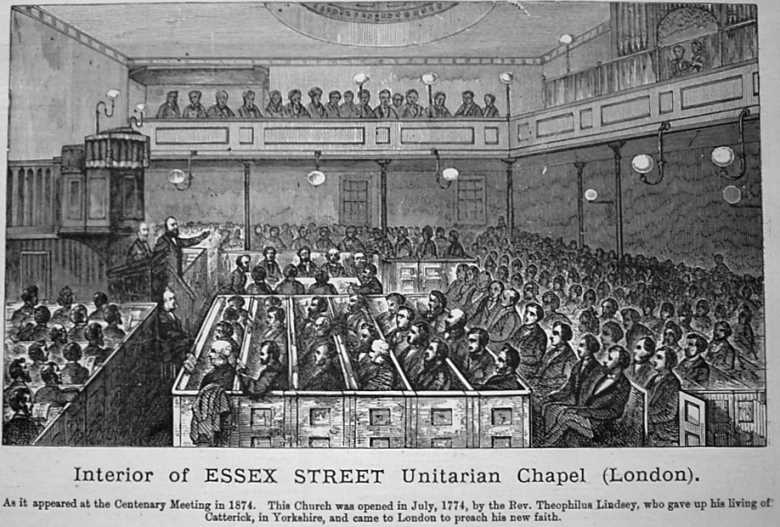 Interior of ESSEX STREET Unitarian Chapel (London).
As it appeared at the Centenary Meeting in 1874. This Church was opened in July, 1774, by the Rev. Theophilus Lindsey, who gave up his living of
Catterick, in Yorkshire, and came to London to preach his new faith.